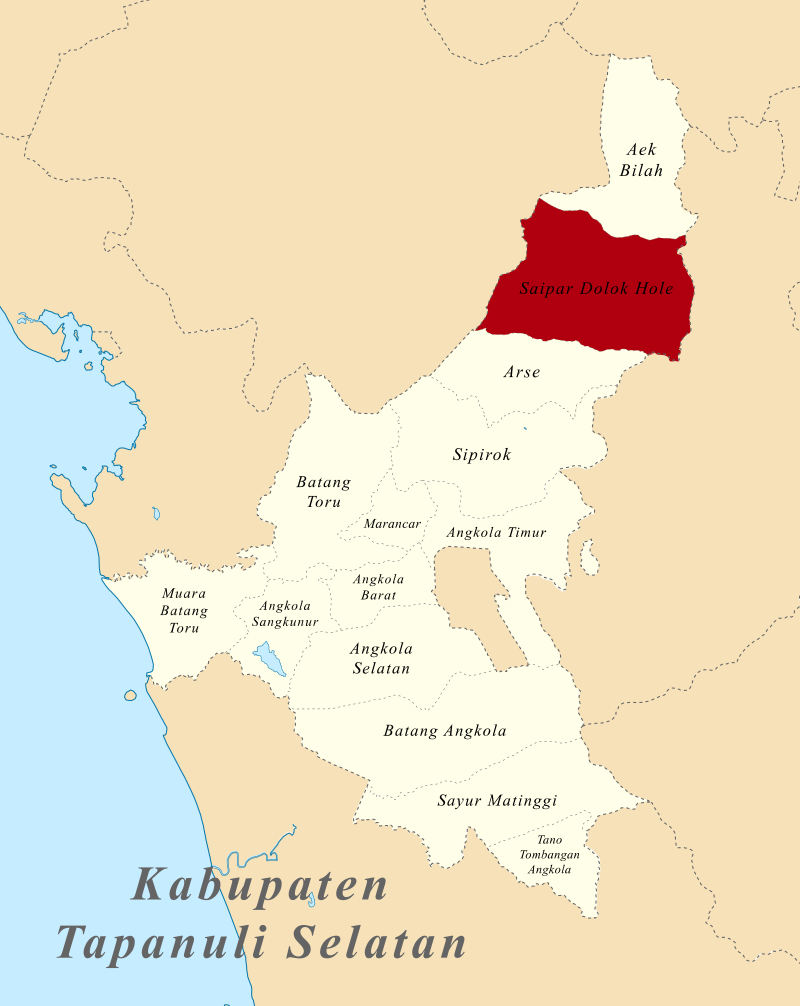 Aek
Bilah
Saipar Dolok Hole
Arse
Sipirok
Batang
Toru
Marancar
Angkola Timur
Muara
Batang
Toru
Angkola
Sangkunur
Angkola
Barat
Angkola
Selatan
Batang Angkola
Sayur Matinggi
Tano
Tombangan
Angkola
Kabupaten
Tapanuli Selatan